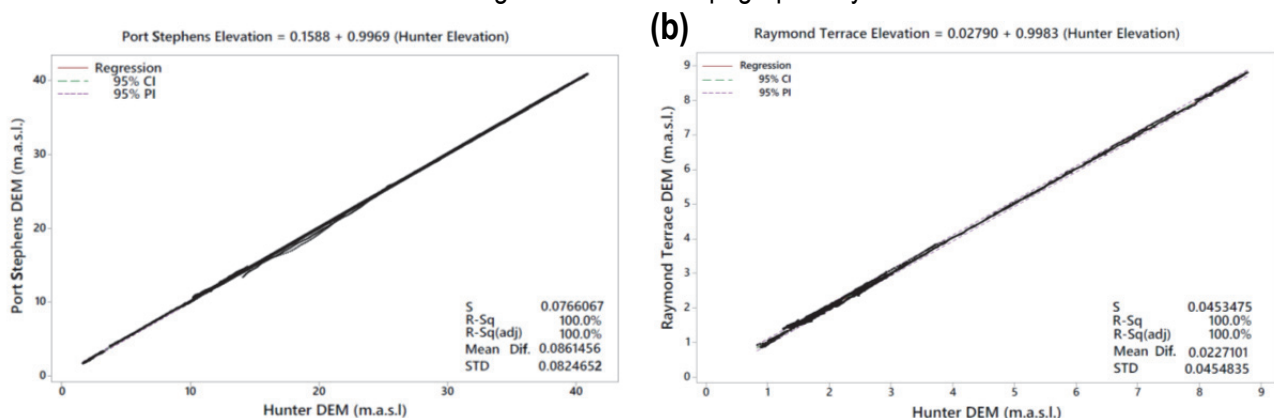 (b)
Port Stephens Elevation = 0.1588 + 0.9969 (Hunter Elevation)
Regression
95% CI
95% PI
40
30
20
10
0
Port Stephens DEM (m.a.s.l.)
S 0.0766067
R-Sq 100.0%
R-Sq(adj) 100.0%
Mean Dif. 0.0861456
STD 0.0824652
0 10 20 30 40
Hunter DEM (m.a.s.l)
Raymond Terrace Elevation = 0.02790 + 0.9983 (Hunter Elevation)
Regression
95% CI
95% PI
9
8
7
6
5
4
3
2
1
0
Raymond Terrace DEM (m.a.s.l.)
S 0.0453475
R-Sq 100.0%
R-Sq(adj) 100.0%
Mean Dif. 0.0227101
STD 0.0454835
0 1 2 3 4 5 6 7 8 9
Hunter DEM (m.a.s.l.)